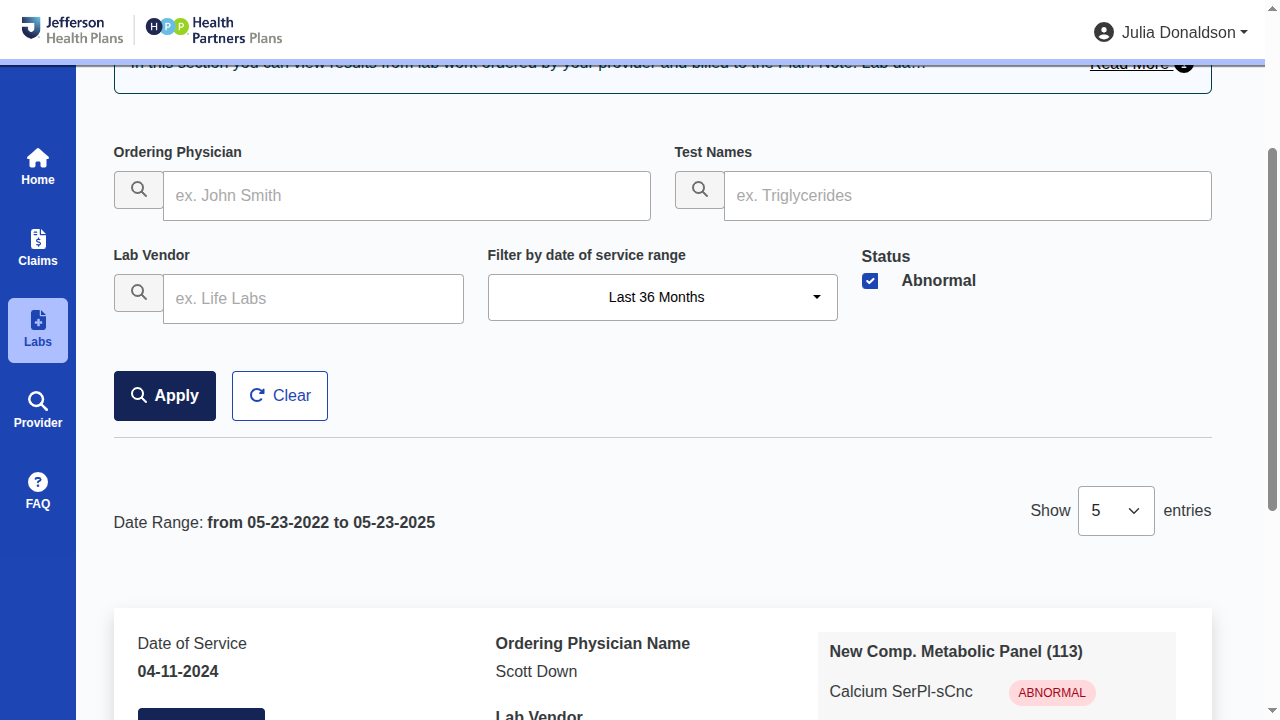 Jefferson
Health Plans
HPP
Health
Partners Plans
Julia Donaldson
In this section you can view results from lab work ordered by your provider and billed to the Plan. Note: Lab da...
Read More
Home
Claims
Labs
Provider
FAQ
Ordering Physician
ex. John Smith
Test Names
ex. Triglycerides
Lab Vendor
ex. Life Labs
Filter by date of service range
Last 36 Months
Status
Abnormal
Apply
Clear
Date Range: from 05-23-2022 to 05-23-2025
Show 5 entries
Date of Service
04-11-2024
Ordering Physician Name
Scott Down
Lab Vendor
New Comp. Metabolic Panel (113)
Calcium SerPl-sCnc ABNORMAL